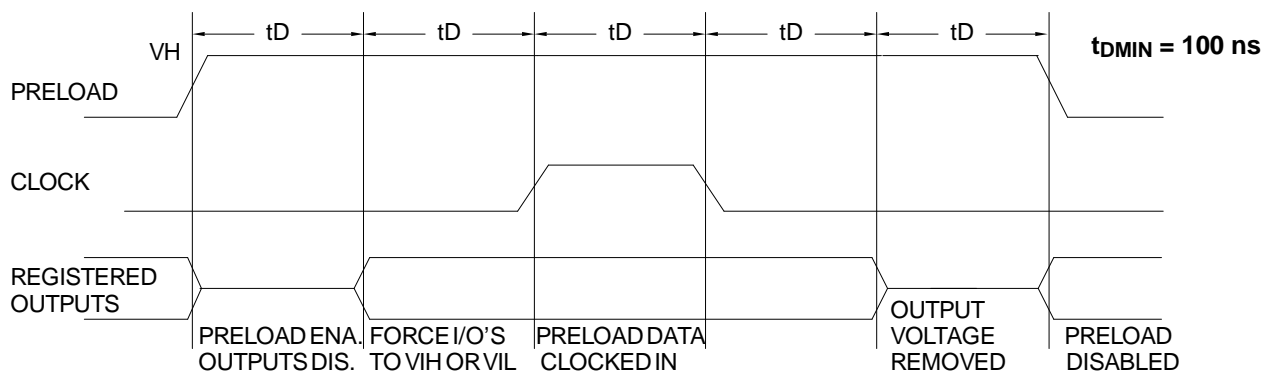 tD tD tD tD tD
VH
tDMIN = 100 ns
PRELOAD
CLOCK
REGISTERED
OUTPUTS
PRELOAD ENA.
OUTPUTS DIS.
FORCE I/O'S
TO VIH OR VIL
PRELOAD DATA
CLOCKED IN
OUTPUT
VOLTAGE
REMOVED
PRELOAD
DISABLED